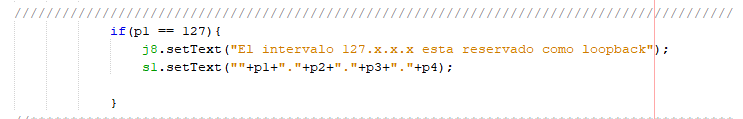 ////////////////////////////////////////////////////////////////////////////////////////////////////
if(p1 == 127){
j8.setText("El intervalo 127.x.x.x esta reservado como loopback");
s1.setText(""+p1+"."+p2+"."+p3+"."+p4);
}